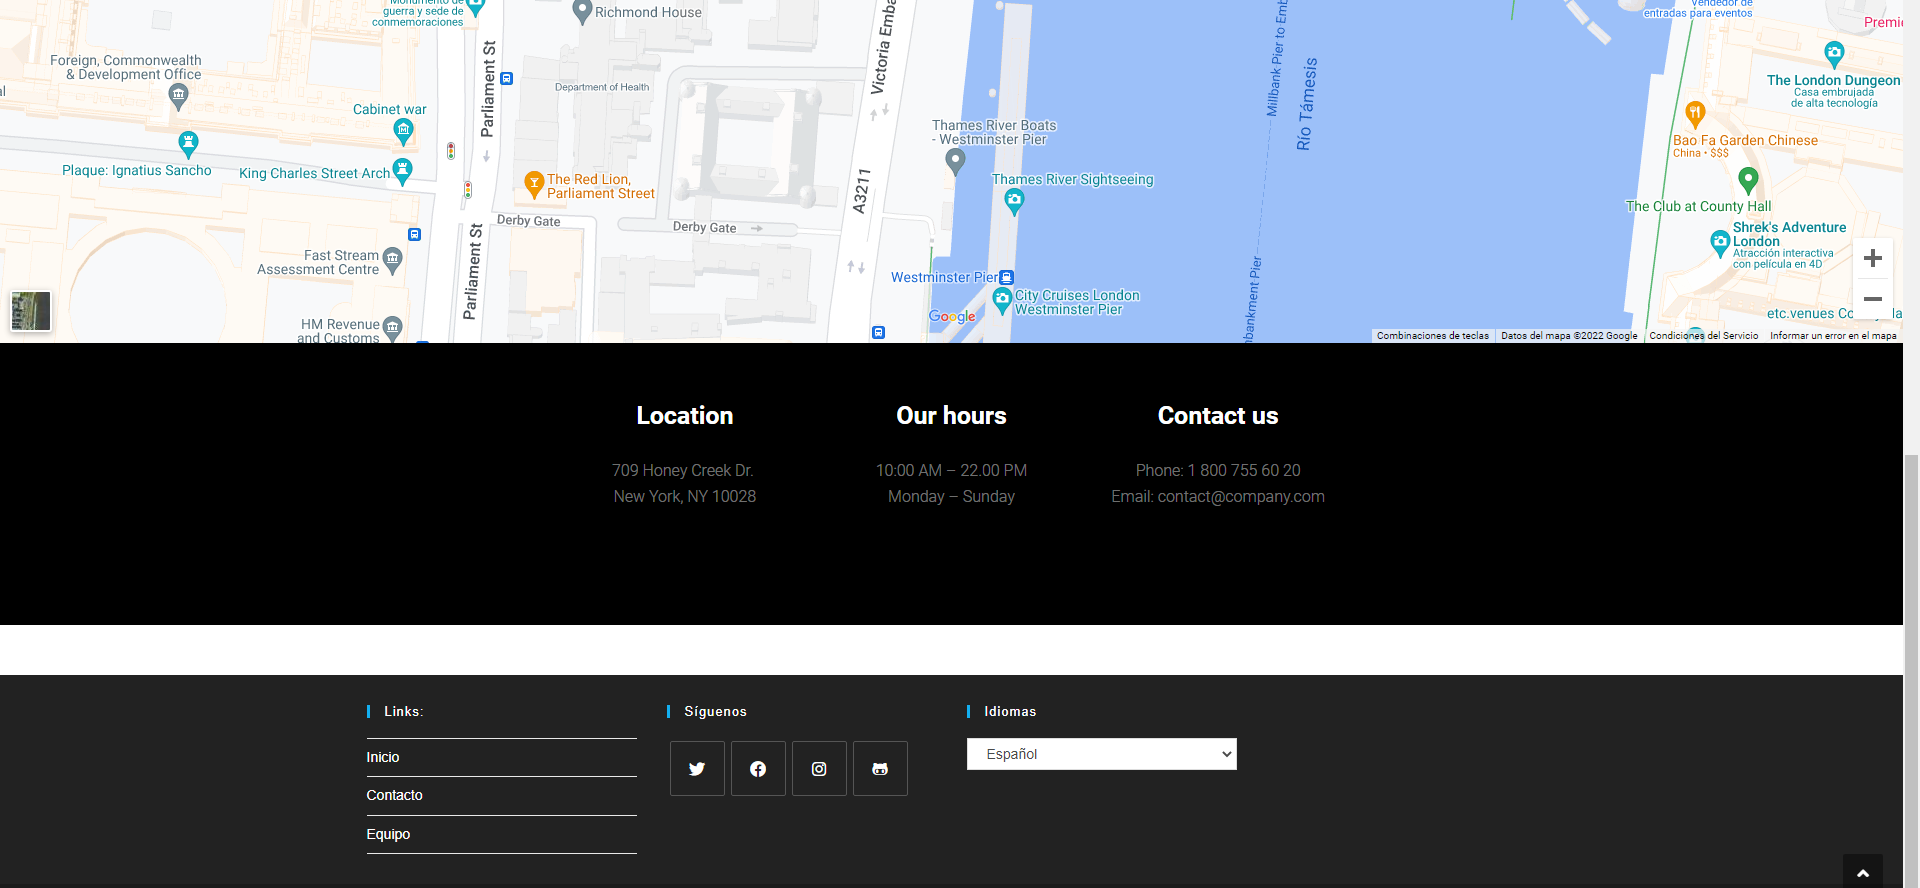 Monumento de
guerra y sede de
conmemoraciones
Richmond House
Victoria Emba
Millbank Pier to Emb
Vendedor de
entradas para eventos
Premie
Foreign, Commonwealth
& Development Office
Parliament St
Department of Health
Río Támesis
The London Dungeon
Casa embrujada
de alta tecnología
Cabinet war
Thames River Boats
- Westminster Pier
Bao Fa Garden Chinese
China • $$$
Plaque: Ignatius Sancho
King Charles Street Arch
The Red Lion,
Parliament Street
A3211
Thames River Sightseeing
The Club at County Hall
Derby Gate
Derby Gate
Shrek's Adventure
London
Atracción interactiva
con película en 4D
Fast Stream
Assessment Centre
Parliament St
Westminster Pier
City Cruises London
Westminster Pier
bankment Pier
HM Revenue
and Customs
Google
etc.venues Co
la
Combinaciones de teclas
Datos del mapa ©2022 Google
Condiciones del Servicio
Informar un error en el mapa
Location
Our hours
Contact us
709 Honey Creek Dr.
New York, NY 10028
10:00 AM – 22.00 PM
Monday – Sunday
Phone: 1 800 755 60 20
Email: contact@company.com
Links:
Síguenos
Idiomas
Inicio
Contacto
Equipo
Español